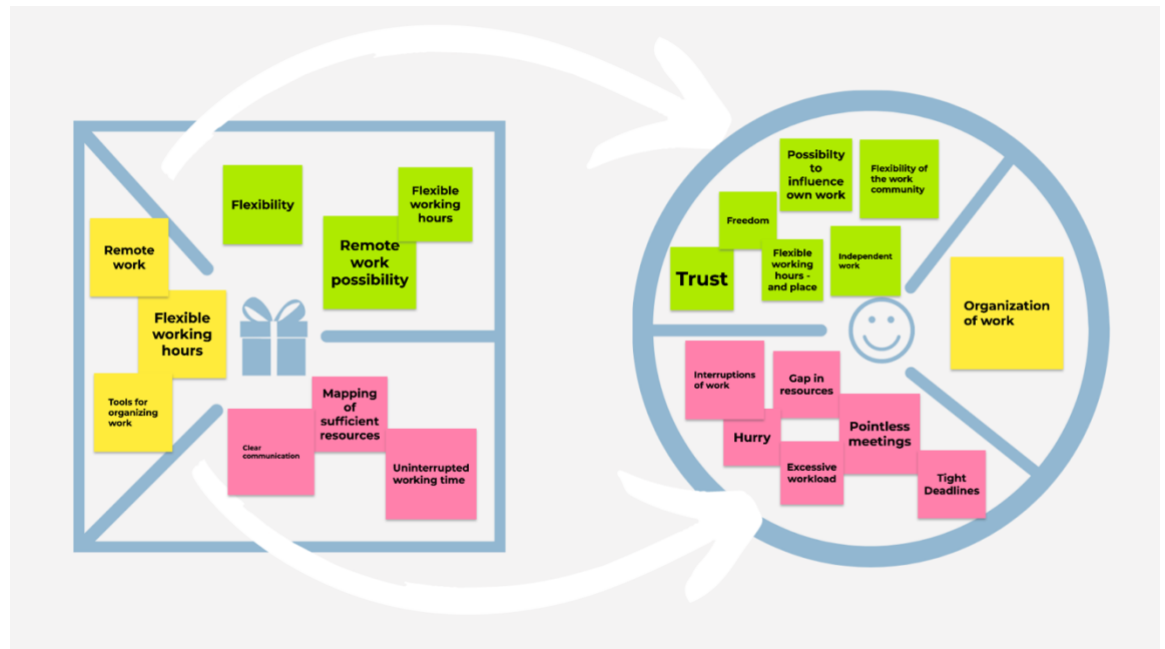 Flexibility
Flexible
working
hours
Remote
work
possibility
Remote
work
Flexible
working
hours
Tools for
organizing
work
Mapping
of
sufficient
resources
Clear
communication
Uninterrupted
working time
Possibilty
to
influence
own work
Flexibility of
the work
community
Freedom
Trust
Flexible
working
hours -
and place
Independent
work
Organization
of work
Interruptions
of work
Gap in
resources
Hurry
Pointless
meetings
Excessive
workload
Tight
Deadlines